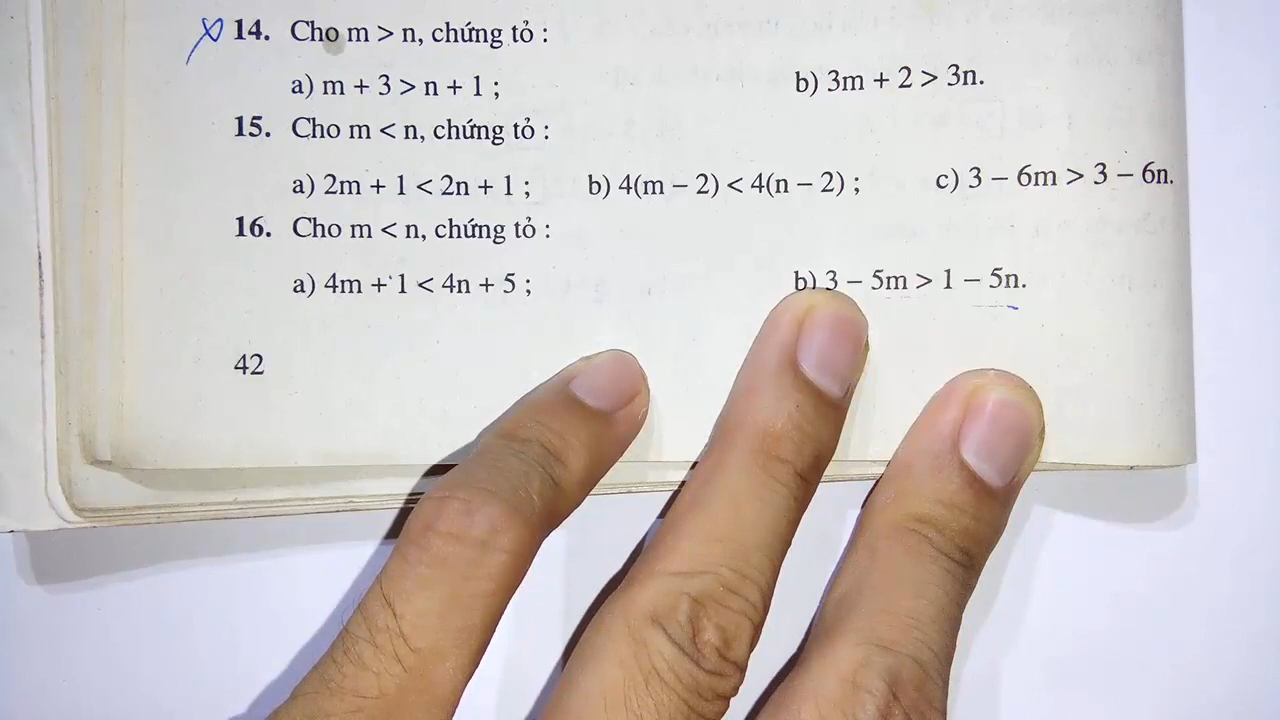 14. Cho m > n, chứng tỏ :
a) m + 3 > n + 1 ; b) 3m + 2 > 3n.
15. Cho m < n, chứng tỏ :
a) 2m + 1 < 2n + 1 ; b) 4(m – 2) < 4(n – 2) ; c) 3 – 6m > 3 – 6n.
16. Cho m < n, chứng tỏ :
a) 4m + 1 < 4n + 5 ; b) 3 – 5m > 1 – 5n.
42